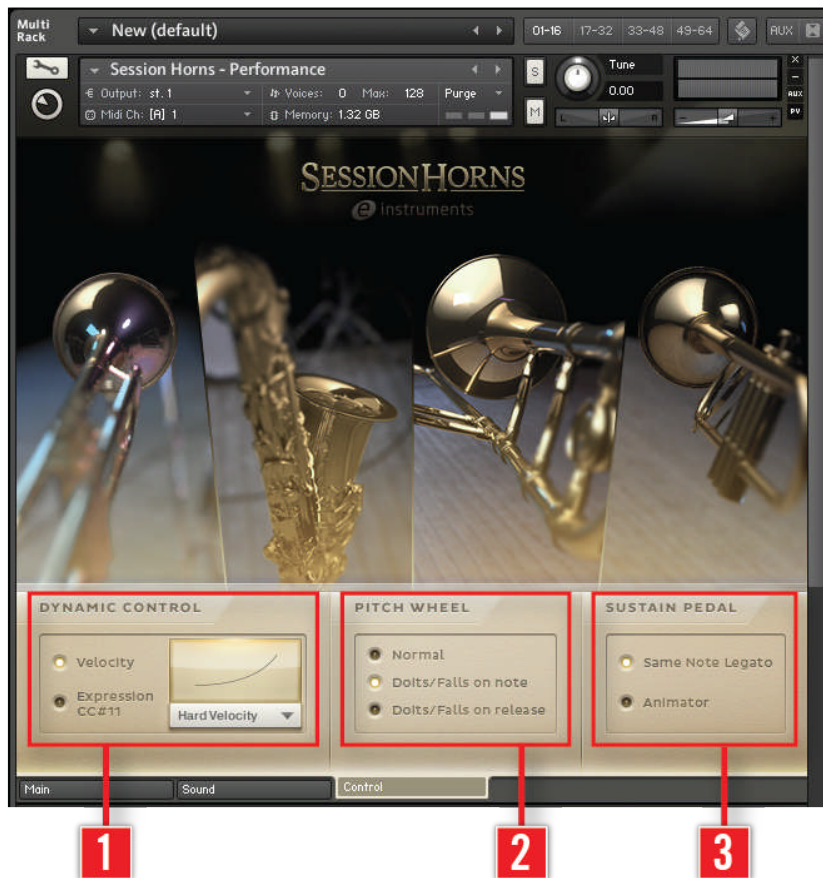 Multi Rack
New (default)
01-16 17-32 33-48 49-64
AUX
Session Horns - Performance
Output: st. 1
Voices: 0 Max: 128
Purge
Midi Ch: [A] 1
Memory: 1.32 GB
S
M
Tune
0.00
L R
- +
×
-
AUX
PV
SESSIONHORNS
e instruments
DYNAMIC CONTROL
Velocity
Expression
CC#11
Hard Velocity
PITCH WHEEL
Normal
Doits/Falls on note
Doits/Falls on release
SUSTAIN PEDAL
Same Note Legato
Animator
Main
Sound
Control
1
2
3